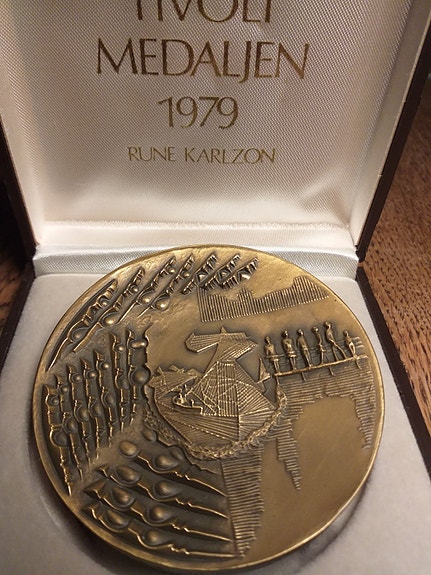 TIVOLI
MEDALJEN
1979
RUNE KARLZON